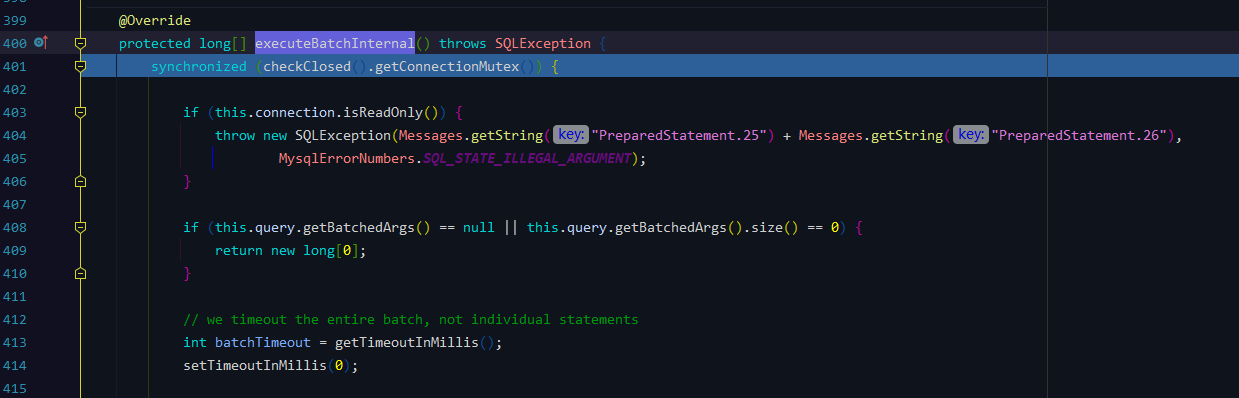 399 @Override
400 protected long[] executeBatchInternal() throws SQLException {
401 synchronized (checkClosed().getConnectionMutex()) {
402
403 if (this.connection.isReadOnly()) {
404 throw new SQLException(Messages.getString( key: "PreparedStatement.25") + Messages.getString( key: "PreparedStatement.26"),
405 MysqlErrorNumbers.SQL_STATE_ILLEGAL_ARGUMENT);
406 }
407
408 if (this.query.getBatchedArgs() == null || this.query.getBatchedArgs().size() == 0) {
409 return new long[0];
410 }
411
412 // we timeout the entire batch, not individual statements
413 int batchTimeout = getTimeoutInMillis();
414 setTimeoutInMillis(0);
415